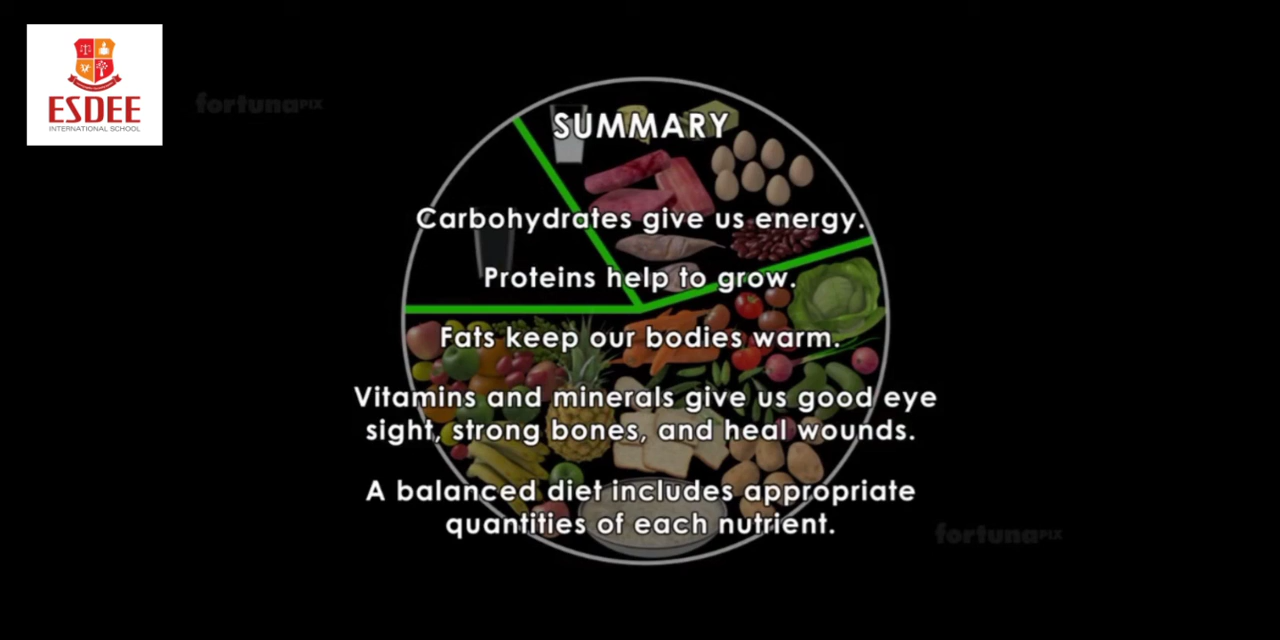 ESDEE
INTERNATIONAL SCHOOL
fortunaPIX
SUMMARY
Carbohydrates give us energy.
Proteins help to grow.
Fats keep our bodies warm.
Vitamins and minerals give us good eye
sight, strong bones, and heal wounds.
A balanced diet includes appropriate
quantities of each nutrient.
fortunaPIX